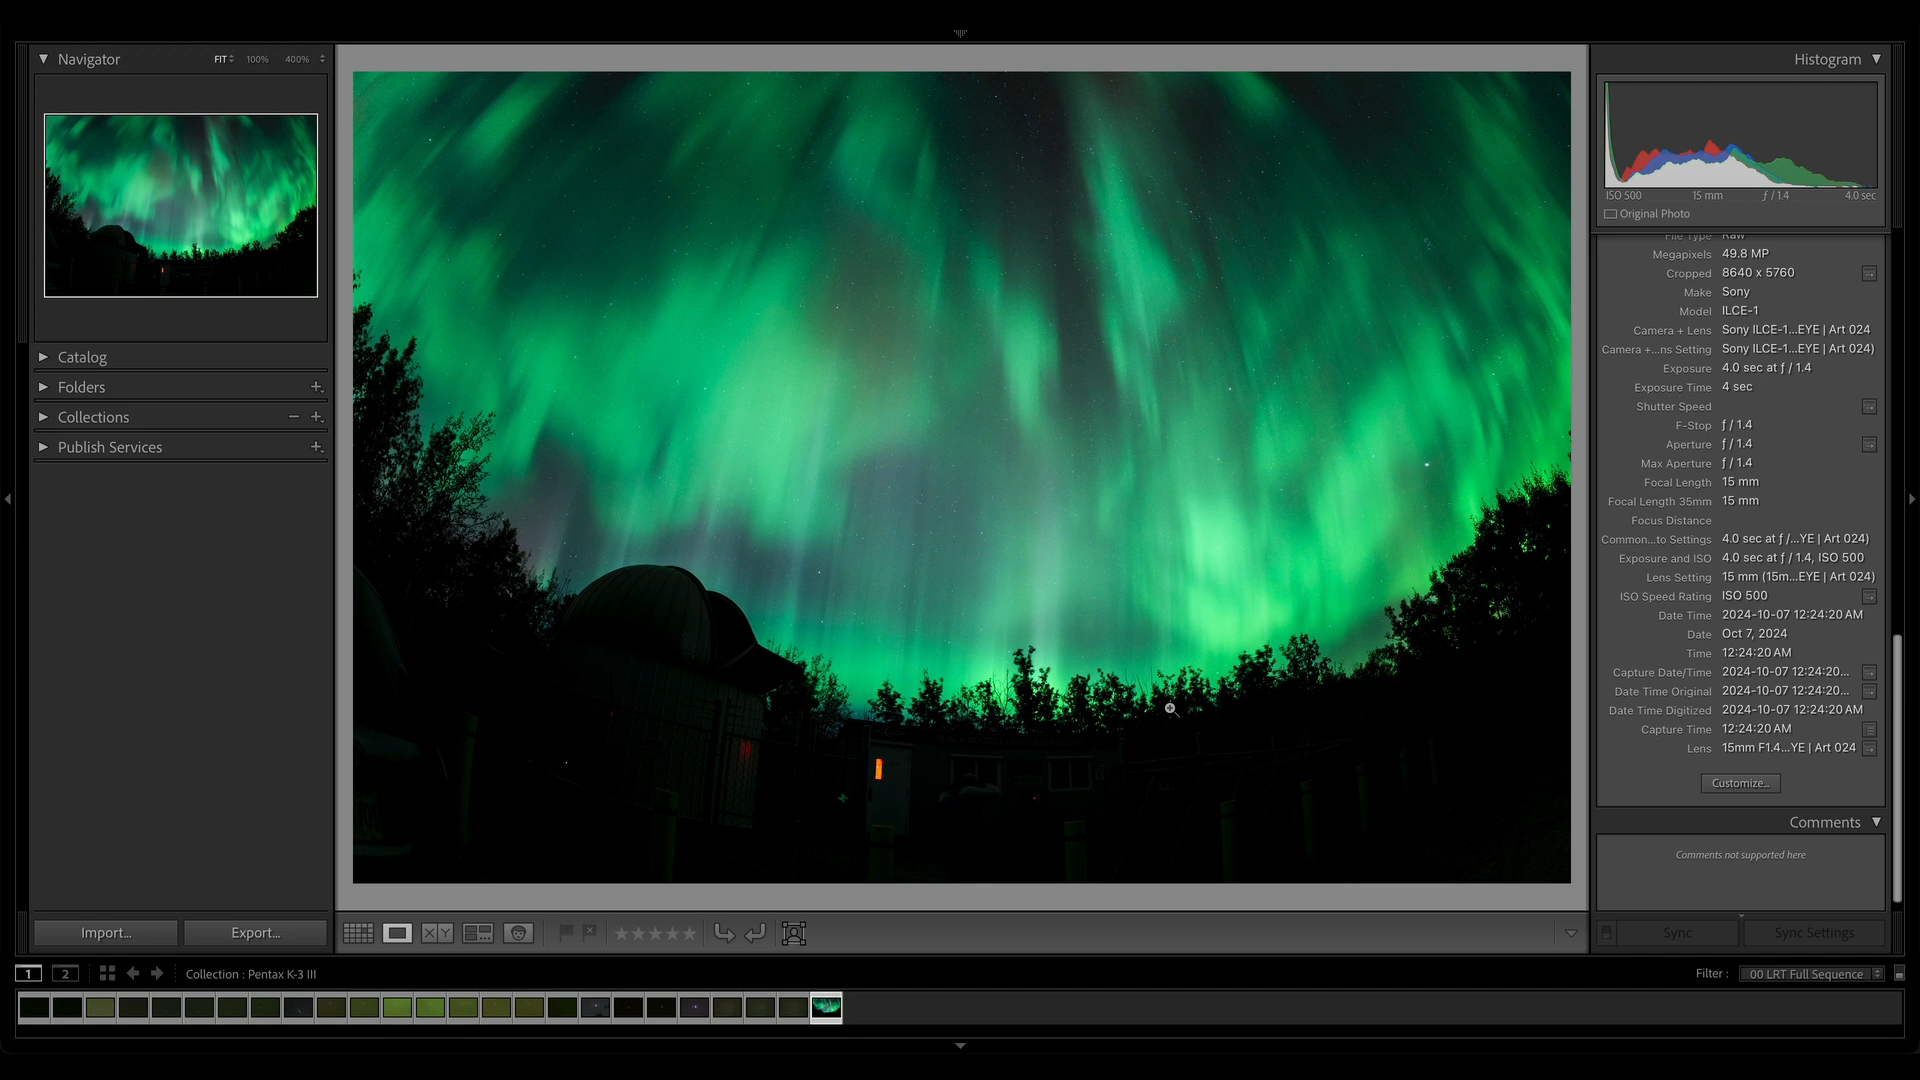 Navigator
FIT 100% 400%
Catalog
Folders
Collections
Publish Services
Import... Export...
Histogram
ISO 500 15 mm ƒ / 1.4 4.0 sec
Original Photo
File Type Raw
Megapixels 49.8 MP
Cropped 8640 x 5760
Make Sony
Model ILCE-1
Camera + Lens Sony ILCE-1...EYE | Art 024
Camera +...ns Setting Sony ILCE-1...EYE | Art 024)
Exposure 4.0 sec at ƒ / 1.4
Exposure Time 4 sec
Shutter Speed
F-Stop ƒ / 1.4
Aperture ƒ / 1.4
Max Aperture ƒ / 1.4
Focal Length 15 mm
Focal Length 35mm 15 mm
Focus Distance
Common...to Settings 4.0 sec at ƒ /...YE | Art 024)
Exposure and ISO 4.0 sec at ƒ / 1.4, ISO 500
Lens Setting 15 mm (15m...EYE | Art 024)
ISO Speed Rating ISO 500
Date Time 2024-10-07 12:24:20 AM
Date Oct 7, 2024
Time 12:24:20 AM
Capture Date/Time 2024-10-07 12:24:20...
Date Time Original 2024-10-07 12:24:20...
Date Time Digitized 2024-10-07 12:24:20 AM
Capture Time 12:24:20 AM
Lens 15mm F1.4...YE | Art 024
Customize...
Comments
Comments not supported here
X Y
Sync Sync Settings
1 2 Collection : Pentax K-3 III
Filter : 00 LRT Full Sequence